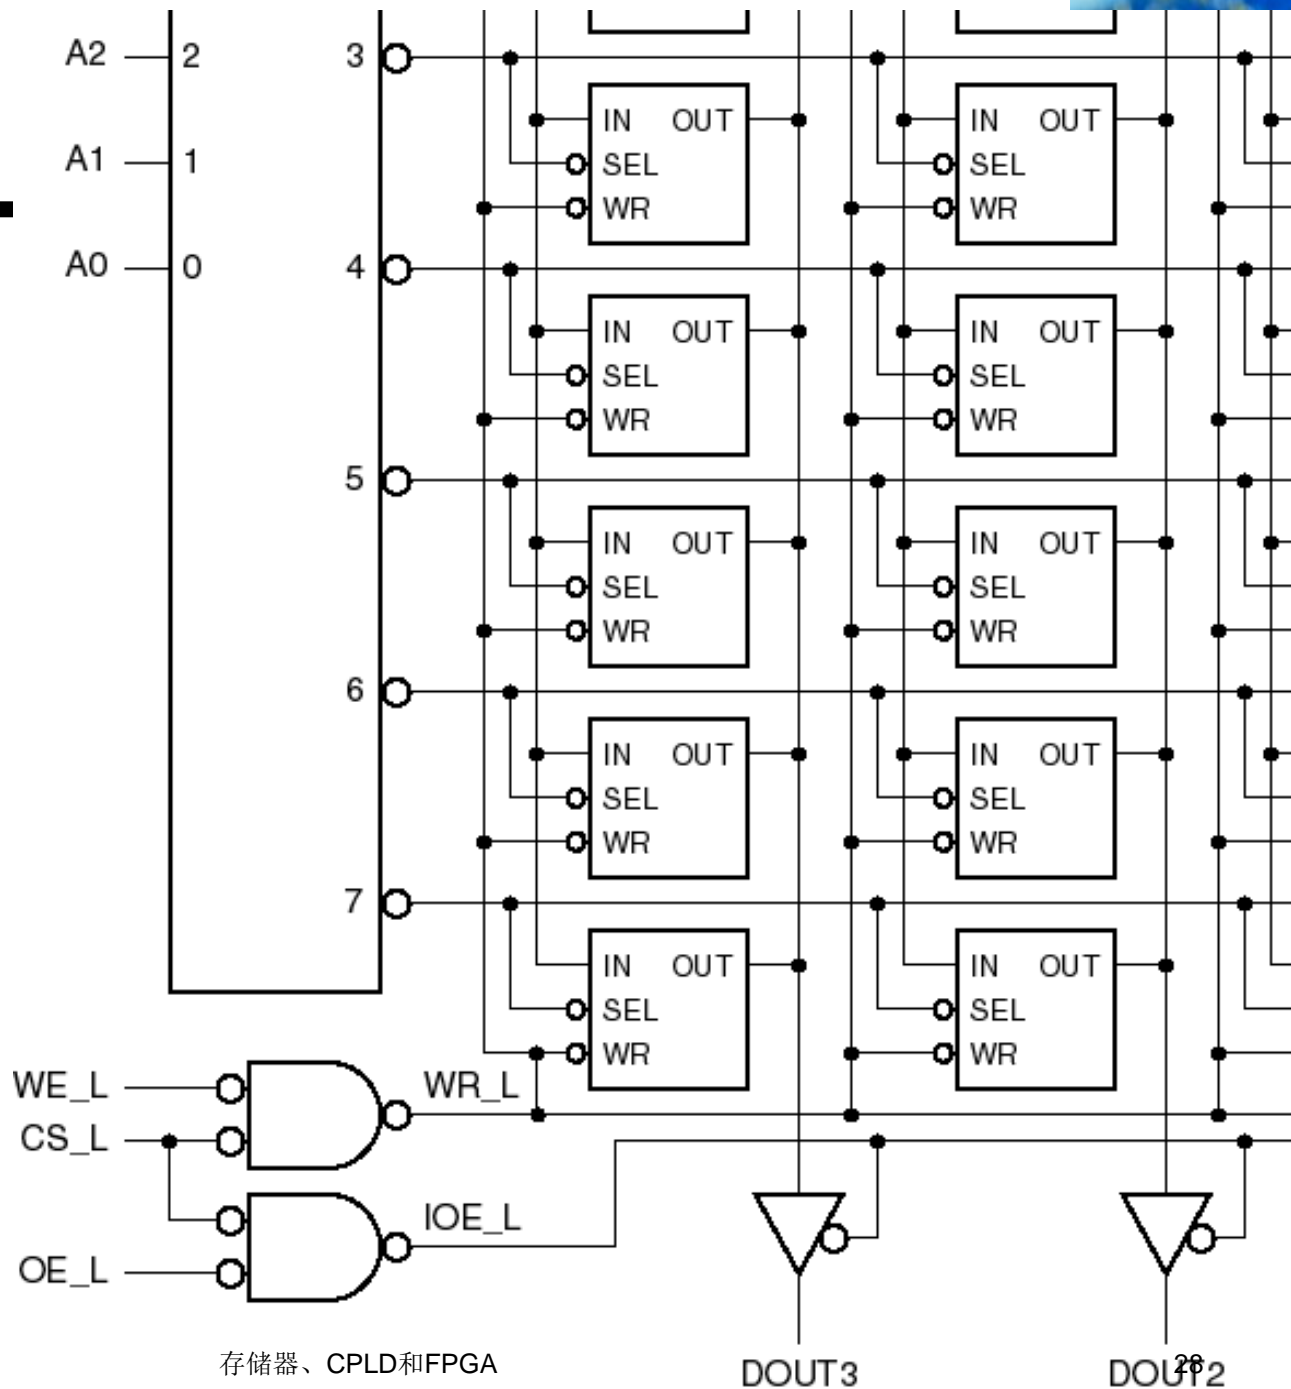 A2 2 3
IN OUT IN OUT
A1 1 SEL SEL
WR WR
A0 0 4
IN OUT IN OUT
SEL SEL
WR WR
5
IN OUT IN OUT
SEL SEL
WR WR
6
IN OUT IN OUT
SEL SEL
WR WR
7
IN OUT IN OUT
SEL SEL
WR WR
WE_L WR_L
CS_L
IOE_L
OE_L
存储器、CPLD和FPGA
DOUT3 DOUT2
28